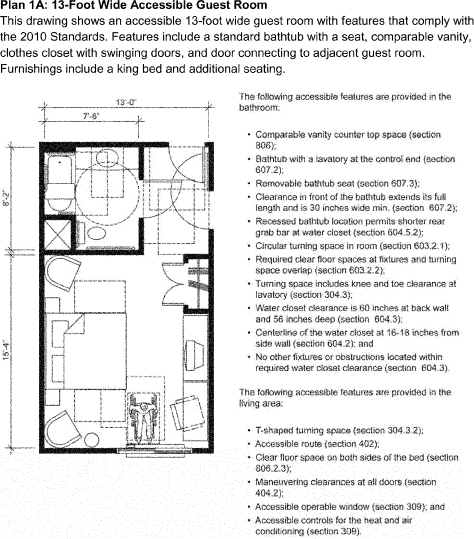 Plan 1A: 13-Foot Wide Accessible Guest Room
This drawing shows an accessible 13-foot wide guest room with features that comply with
the 2010 Standards. Features include a standard bathtub with a seat, comparable vanity,
clothes closet with swinging doors, and door connecting to adjacent guest room.
Furnishings include a king bed and additional seating.
13'-0"
7'-6"
8'-2"
15'-4"
The following accessible features are provided in the
bathroom:
• Comparable vanity counter top space (section
806);
• Bathtub with a lavatory at the control end (section
607.2);
• Removable bathtub seat (section 607.3);
• Clearance in front of the bathtub extends its full
length and is 30 inches wide min. (section 607.2);
• Recessed bathtub location permits shorter rear
grab bar at water closet (section 604.5.2);
• Circular turning space in room (section 603.2.1);
• Required clear floor spaces at fixtures and turning
space overlap (section 603.2.2);
• Turning space includes knee and toe clearance at
lavatory (section 304.3);
• Water closet clearance is 60 inches at back wall
and 56 inches deep (section 604.3);
• Centerline of the water closet at 16-18 inches from
side wall (section 604.2); and
• No other fixtures or obstructions located within
required water closet clearance (section 604.3).
The following accessible features are provided in the
living area:
• T-shaped turning space (section 304.3.2);
• Accessible route (section 402);
• Clear floor space on both sides of the bed (section
806.2.3);
• Maneuvering clearances at all doors (section
404.2);
• Accessible operable window (section 309); and
• Accessible controls for the heat and air
conditioning (section 309).